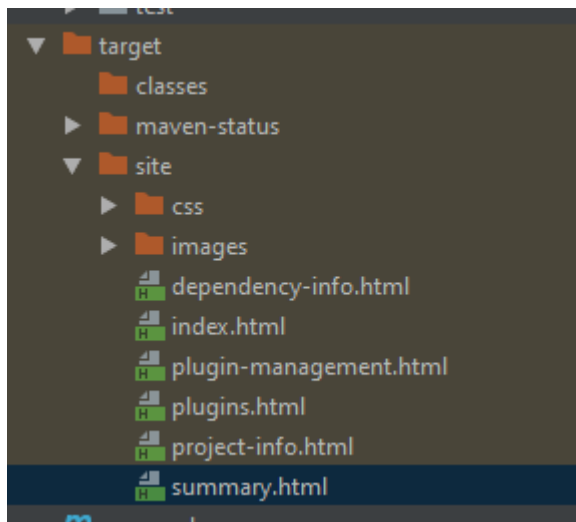 test
target
classes
maven-status
site
css
images
dependency-info.html
index.html
plugin-management.html
plugins.html
project-info.html
summary.html